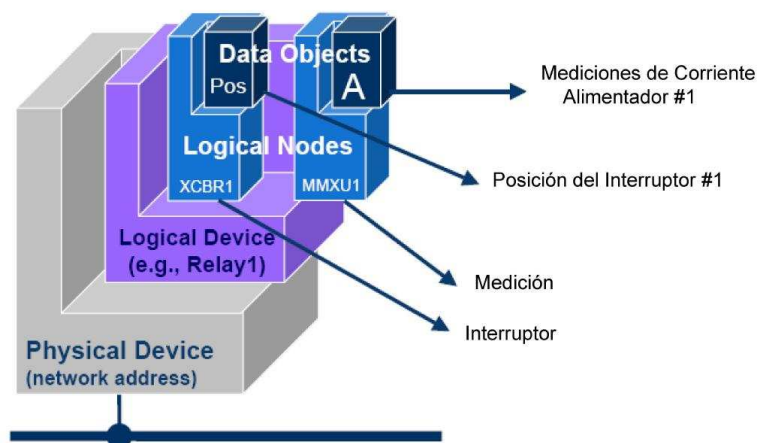 Data Objects
Pos
A
Logical Nodes
XCBR1
MMXU1
Logical Device
(e.g., Relay1)
Physical Device
(network address)
Mediciones de Corriente
Alimentador #1
Posición del Interruptor #1
Medición
Interruptor